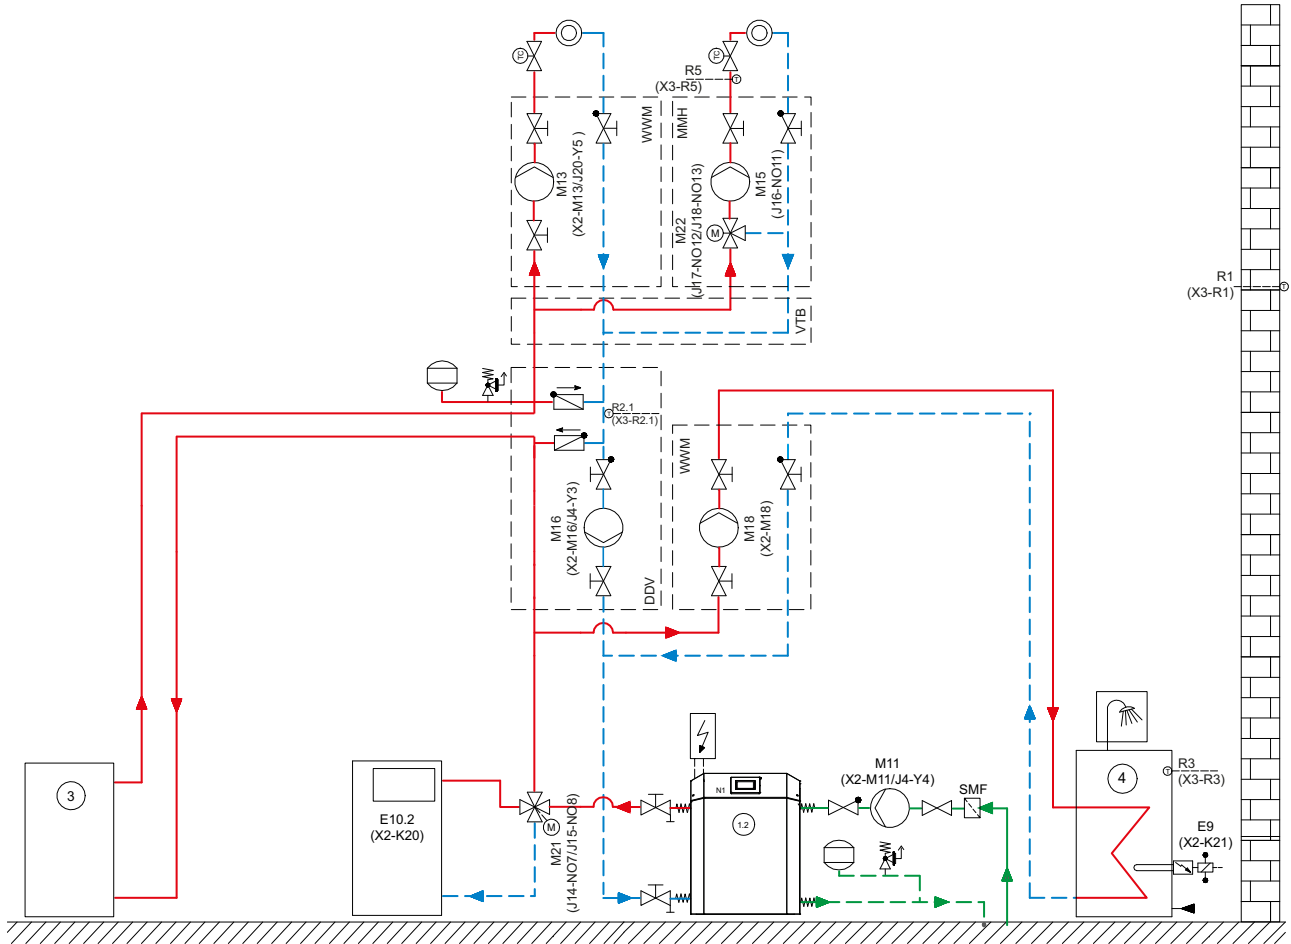 TC
TC
R5
(X3-R5)
T
WWM
M13
(X2-M13/J20-Y5 )
MMH
M15
(J16-NO11)
M22
(J17-NO12/J18-NO13)
M
R1
(X3-R1)
T
VTB
R2.1
(X3-R2.1)
T
M16
(X2-M16/J4-Y3)
DDV
WWM
M18
(X2-M18)
3
E10.2
(X2-K20)
M
M21
(J14-NO7/J15-NO8)
N1
1.2
M11
(X2-M11/J4-Y4)
SMF
4
T
R3
(X3-R3)
E9
(X2-K21)